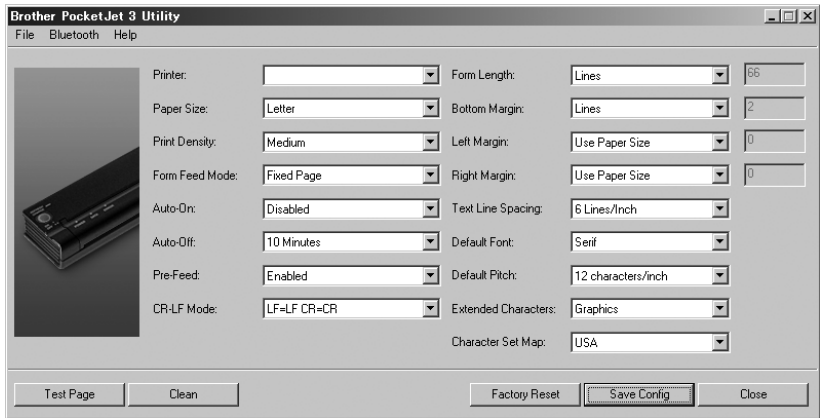 Brother PocketJet 3 Utility
File Bluetooth Help
Printer: Form Length: Lines 66
Paper Size: Letter Bottom Margin: Lines 2
Print Density: Medium Left Margin: Use Paper Size 0
Form Feed Mode: Fixed Page Right Margin: Use Paper Size 0
Auto-On: Disabled Text Line Spacing: 6 Lines/Inch
Auto-Off: 10 Minutes Default Font: Serif
Pre-Feed: Enabled Default Pitch: 12 characters/inch
CR-LF Mode: LF=LF CR=CR Extended Characters: Graphics
Character Set Map: USA
Test Page Clean Factory Reset Save Config Close